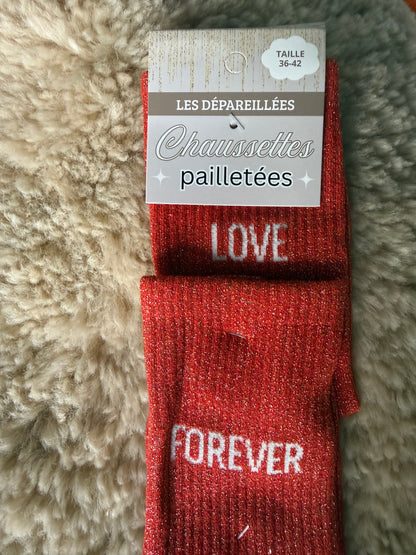 TAILLE
36-42
LES DÉPAREILLÉES
Chaussettes
pailletées
LOVE
FOREVER